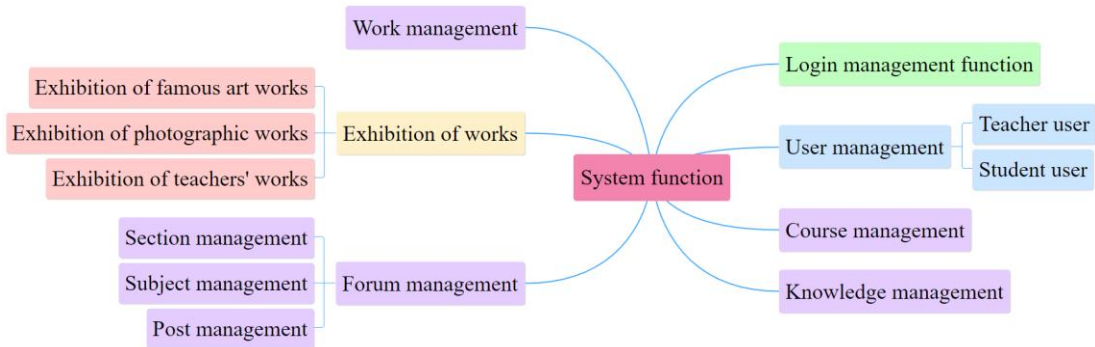 Work management
Exhibition of famous art works
Exhibition of photographic works
Exhibition of teachers' works
Exhibition of works
Section management
Subject management
Post management
Forum management
System function
Login management function
User management
Teacher user
Student user
Course management
Knowledge management